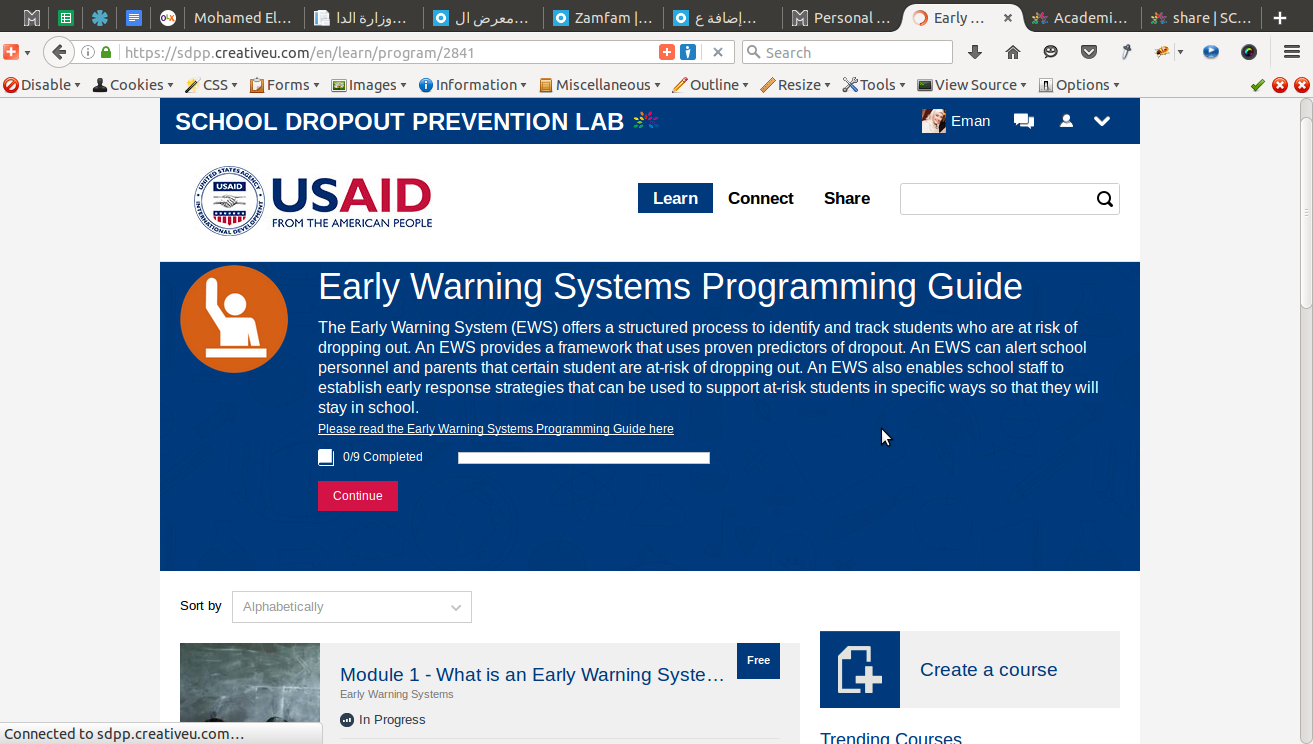 Mohamed El...
وزارة الدا...
معرض ال...
Zamfam |...
إضافة ع...
Personal ...
Early ...
Academi...
share | SC...
https://sdpp.creativeu.com/en/learn/program/2841
Search
Disable
Cookies
CSS
Forms
Images
Information
Miscellaneous
Outline
Resize
Tools
View Source
Options
SCHOOL DROPOUT PREVENTION LAB
Eman
UNITED STATES AGENCY
USAID
INTERNATIONAL DEVELOPMENT
USAID
FROM THE AMERICAN PEOPLE
Learn
Connect
Share
Early Warning Systems Programming Guide
The Early Warning System (EWS) offers a structured process to identify and track students who are at risk of
dropping out. An EWS provides a framework that uses proven predictors of dropout. An EWS can alert school
personnel and parents that certain student are at-risk of dropping out. An EWS also enables school staff to
establish early response strategies that can be used to support at-risk students in specific ways so that they will
stay in school.
Please read the Early Warning Systems Programming Guide here
0/9 Completed
Continue
Sort by
Alphabetically
Free
Module 1 - What is an Early Warning Syste...
Early Warning Systems
In Progress
Create a course
Trending Courses
Connected to sdpp.creativeu.com...